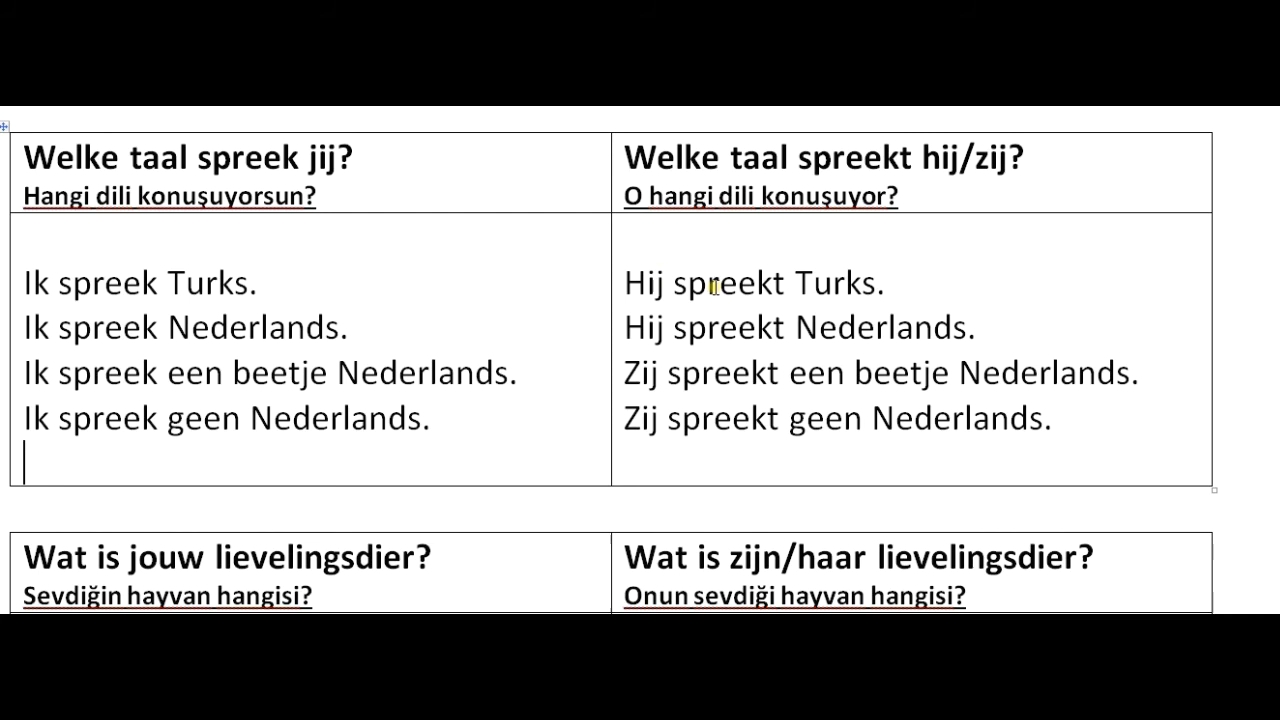 Welke taal spreek jij?
Hangi dili konuşuyorsun?
Welke taal spreekt hij/zij?
O hangi dili konuşuyor?
Ik spreek Turks.
Ik spreek Nederlands.
Ik spreek een beetje Nederlands.
Ik spreek geen Nederlands.
Hij spreekt Turks.
Hij spreekt Nederlands.
Zij spreekt een beetje Nederlands.
Zij spreekt geen Nederlands.
Wat is jouw lievelingsdier?
Sevdiğin hayvan hangisi?
Wat is zijn/haar lievelingsdier?
Onun sevdiği hayvan hangisi?